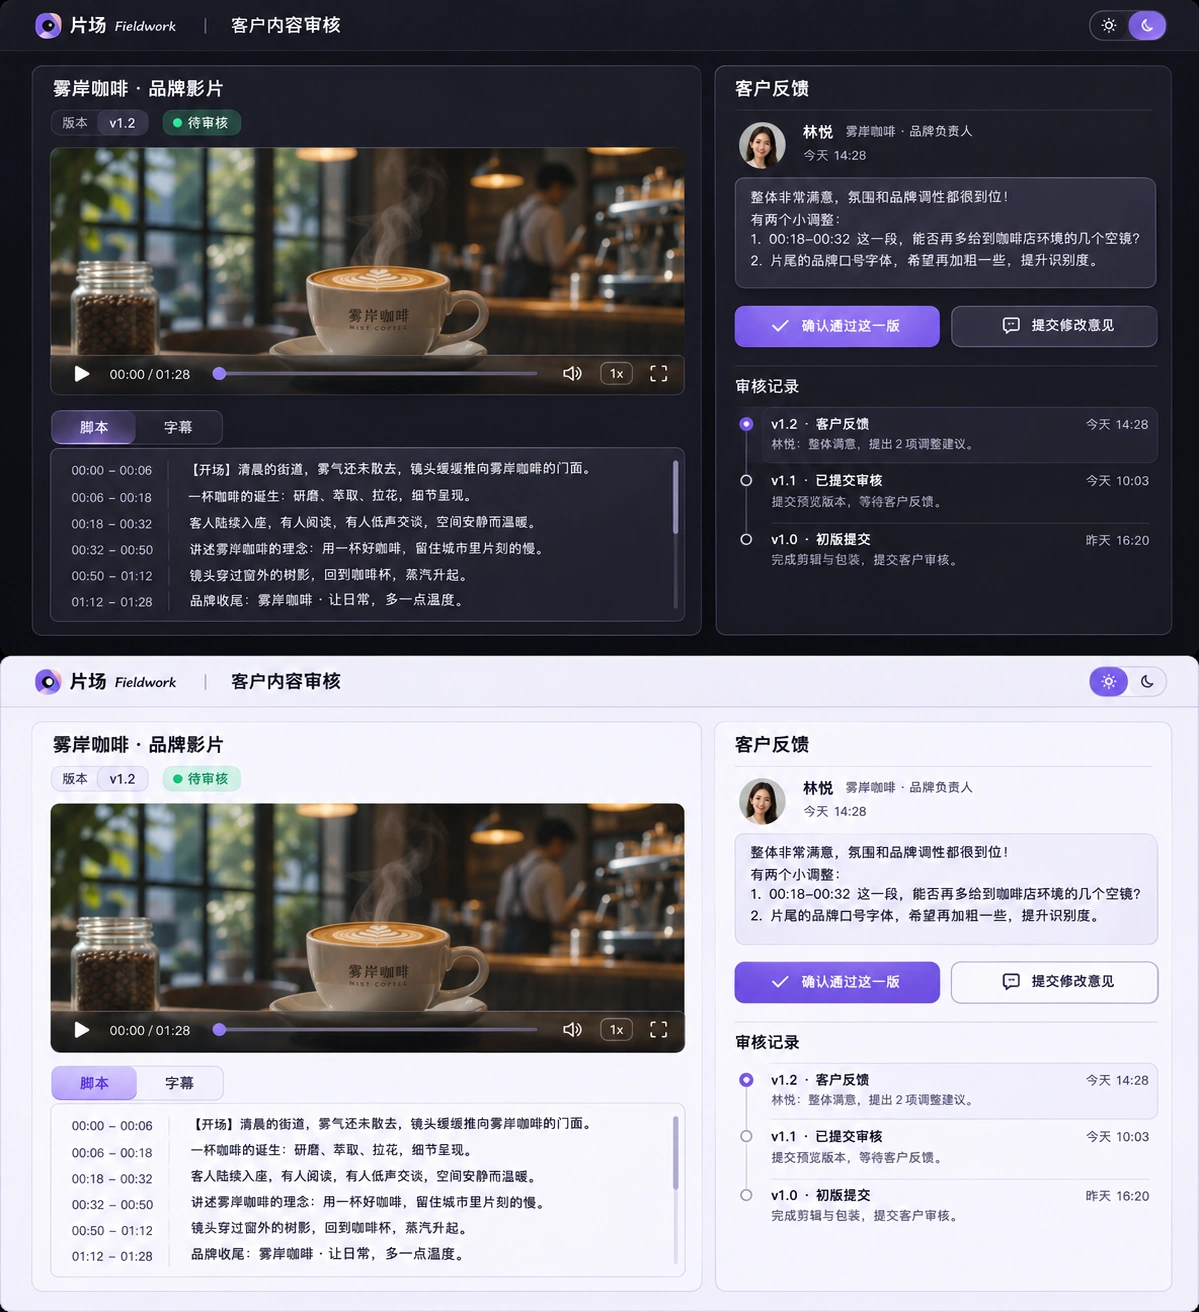 片场 Fieldwork | 客户内容审核
雾岸咖啡 · 品牌影片
版本 v1.2 待审核
雾岸咖啡
MIST COFFEE
00:00 / 01:28 1x
脚本 字幕
00:00 – 00:06 【开场】清晨的街道，雾气还未散去，镜头缓缓推向雾岸咖啡的门面。
00:06 – 00:18 一杯咖啡的诞生：研磨、萃取、拉花，细节呈现。
00:18 – 00:32 客人陆续入座，有人阅读，有人低声交谈，空间安静而温暖。
00:32 – 00:50 讲述雾岸咖啡的理念：用一杯好咖啡，留住城市里片刻的慢。
00:50 – 01:12 镜头穿过窗外的树影，回到咖啡杯，蒸汽升起。
01:12 – 01:28 品牌收尾：雾岸咖啡 · 让日常，多一点温度。
客户反馈
林悦 雾岸咖啡 · 品牌负责人
今天 14:28
整体非常满意，氛围和品牌调性都很到位！
有两个小调整：
1. 00:18–00:32 这一段，能否再多给到咖啡店环境的几个空镜？
2. 片尾的品牌口号字体，希望再加粗一些，提升识别度。
确认通过这一版 提交修改意见
审核记录
v1.2 · 客户反馈 今天 14:28
林悦：整体满意，提出 2 项调整建议。
v1.1 · 已提交审核 今天 10:03
提交预览版本，等待客户反馈。
v1.0 · 初版提交 昨天 16:20
完成剪辑与包装，提交客户审核。
片场 Fieldwork | 客户内容审核
雾岸咖啡 · 品牌影片
版本 v1.2 待审核
雾岸咖啡
MIST COFFEE
00:00 / 01:28 1x
脚本 字幕
00:00 – 00:06 【开场】清晨的街道，雾气还未散去，镜头缓缓推向雾岸咖啡的门面。
00:06 – 00:18 一杯咖啡的诞生：研磨、萃取、拉花，细节呈现。
00:18 – 00:32 客人陆续入座，有人阅读，有人低声交谈，空间安静而温暖。
00:32 – 00:50 讲述雾岸咖啡的理念：用一杯好咖啡，留住城市里片刻的慢。
00:50 – 01:12 镜头穿过窗外的树影，回到咖啡杯，蒸汽升起。
01:12 – 01:28 品牌收尾：雾岸咖啡 · 让日常，多一点温度。
客户反馈
林悦 雾岸咖啡 · 品牌负责人
今天 14:28
整体非常满意，氛围和品牌调性都很到位！
有两个小调整：
1. 00:18–00:32 这一段，能否再多给到咖啡店环境的几个空镜？
2. 片尾的品牌口号字体，希望再加粗一些，提升识别度。
确认通过这一版 提交修改意见
审核记录
v1.2 · 客户反馈 今天 14:28
林悦：整体满意，提出 2 项调整建议。
v1.1 · 已提交审核 今天 10:03
提交预览版本，等待客户反馈。
v1.0 · 初版提交 昨天 16:20
完成剪辑与包装，提交客户审核。